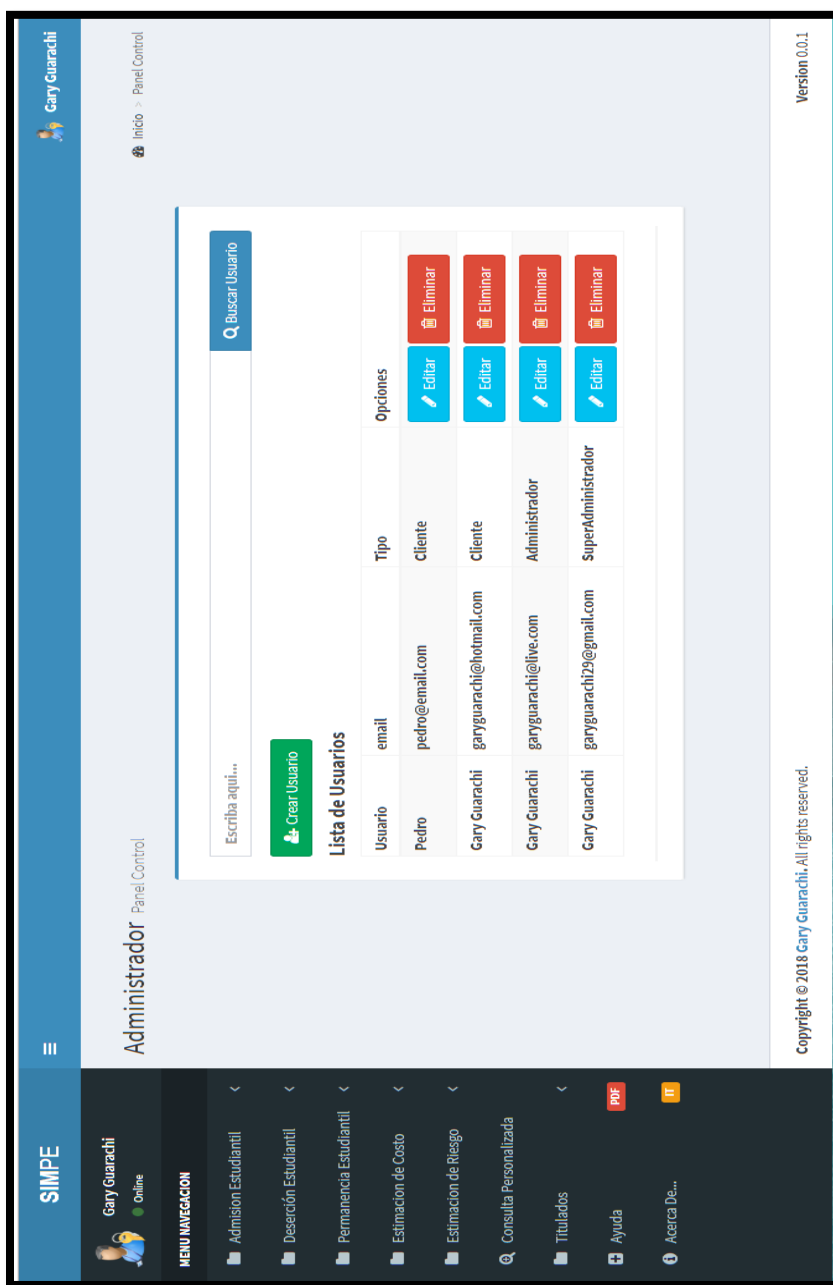 SIMPE
Gary Guarachi
Gary Guarachi
Online
MENU NAVEGACION
Admision Estudiantil
Deserción Estudiantil
Permanencia Estudiantil
Estimacion de Costo
Estimacion de Riesgo
Consulta Personalizada
Titulados
Ayuda PDF
Acerca De... IT
Administrador Panel Control
Inicio > Panel Control
Escriba aqui... Buscar Usuario
Crear Usuario
Lista de Usuarios
Usuario email Tipo Opciones
Pedro pedro@email.com Cliente Editar Eliminar
Gary Guarachi garyguarachi@hotmail.com Cliente Editar Eliminar
Gary Guarachi garyguarachi@live.com Administrador Editar Eliminar
Gary Guarachi garyguarachi29@gmail.com SuperAdministrador Editar Eliminar
Copyright © 2018 Gary Guarachi. All rights reserved.
Version 0.0.1